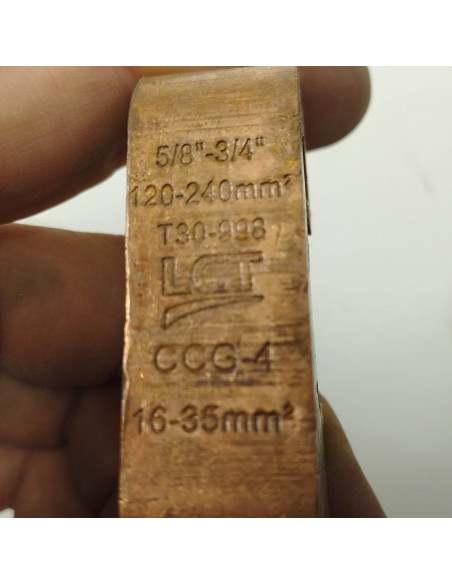 5/8"-3/4"
120-240mm²
T30-998
LCT
CCG-4
16-35mm²